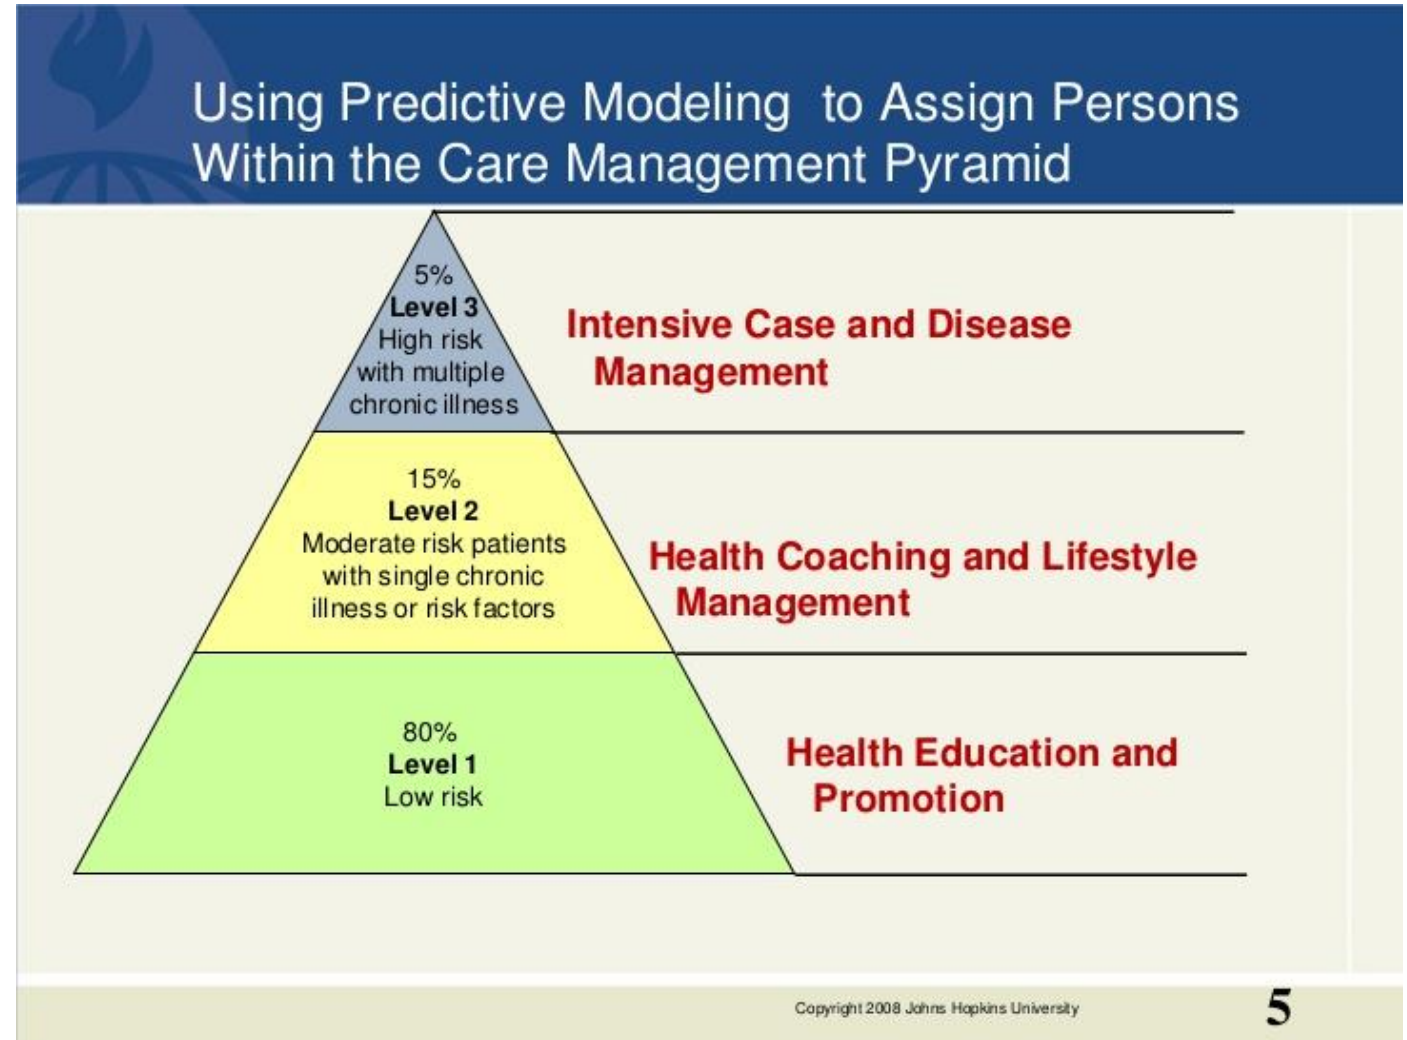 Using Predictive Modeling to Assign Persons
Within the Care Management Pyramid
5%
Level 3
High risk
with multiple
chronic illness
Intensive Case and Disease
Management
15%
Level 2
Moderate risk patients
with single chronic
illness or risk factors
Health Coaching and Lifestyle
Management
80%
Level 1
Low risk
Health Education and
Promotion
Copyright 2008 Johns Hopkins University
5